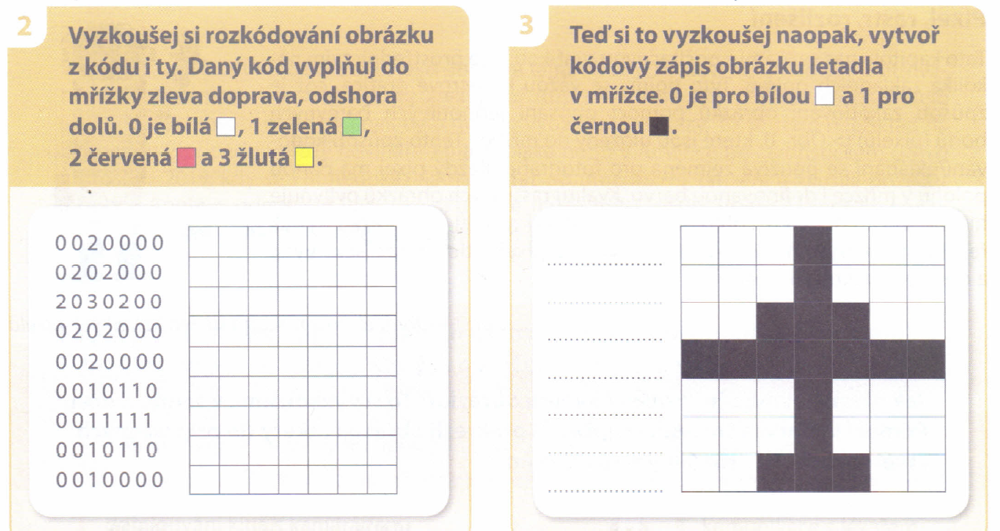 2
Vyzkoušej si rozkódování obrázku
z kódu i ty. Daný kód vyplňuj do
mřížky zleva doprava, odshora
dolů. 0 je bílá, 1 zelená,
2 červená a 3 žlutá.
0020000
0202000
2030200
0202000
0020000
0010110
0011111
0010110
0010000
3
Teď si to vyzkoušej naopak, vytvoř
kódový zápis obrázku letadla
v mřížce. 0 je pro bílou a 1 pro
černou.